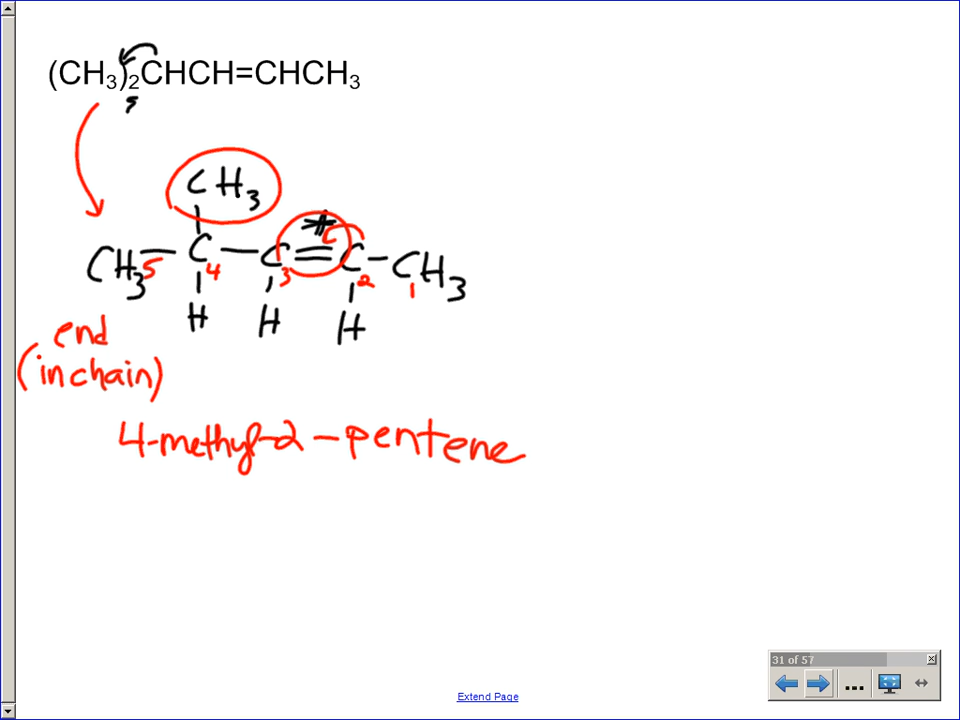 (CH3)2CHCH=CHCH3
CH3
CH3 C C = C CH3
5 4 3 2 1
H H H
end
(in chain)
4-methyl-2-pentene
31 of 57
Extend Page